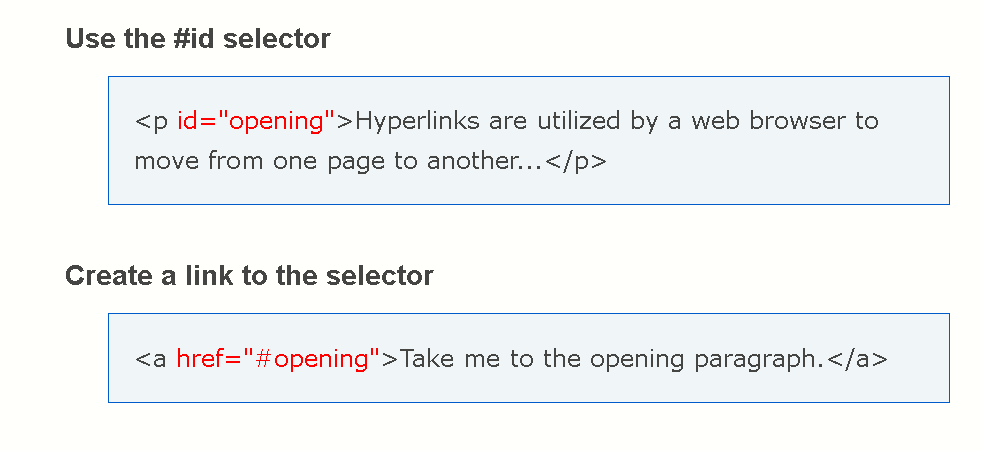 Use the #id selector
<p id="opening">Hyperlinks are utilized by a web browser to
move from one page to another...</p>
Create a link to the selector
<a href="#opening">Take me to the opening paragraph.</a>